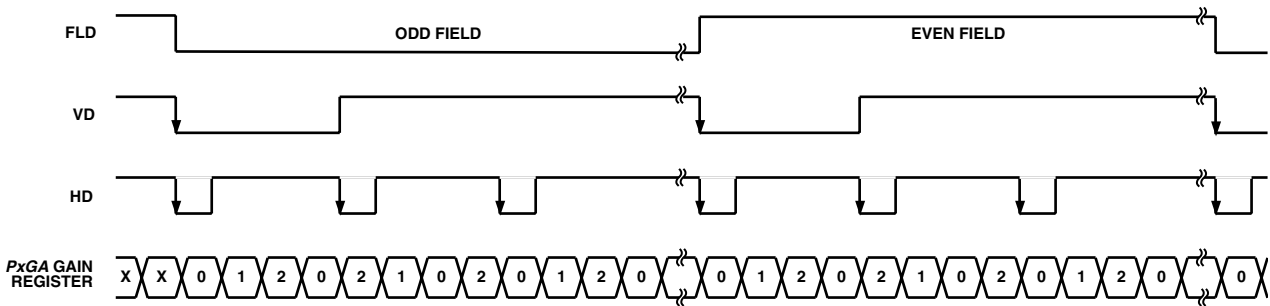 FLD
ODD FIELD
EVEN FIELD
VD
HD
PxGA GAIN
REGISTER
X X 0 1 2 0 2 1 0 2 0 1 2 0 0 1 2 0 2 1 0 2 0 1 2 0 0